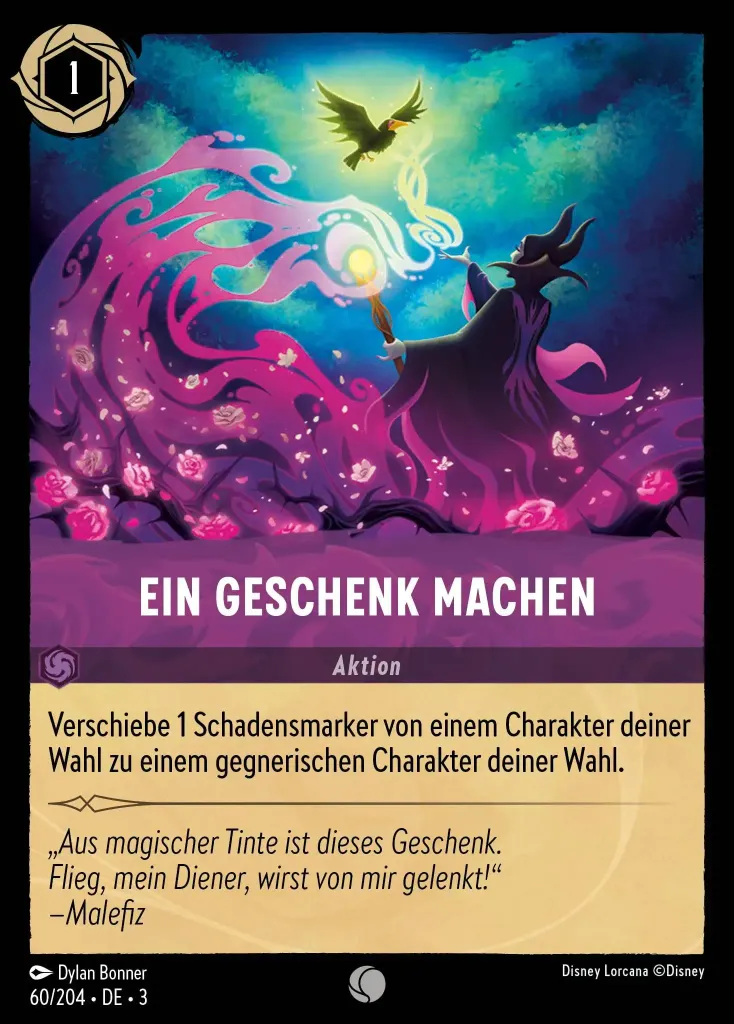 1
EIN GESCHENK MACHEN
Aktion
Verschiebe 1 Schadensmarker von einem Charakter deiner
Wahl zu einem gegnerischen Charakter deiner Wahl.
„Aus magischer Tinte ist dieses Geschenk.
Flieg, mein Diener, wirst von mir gelenkt!“
–Malefiz
Dylan Bonner
Disney Lorcana ©Disney
60/204 • DE • 3